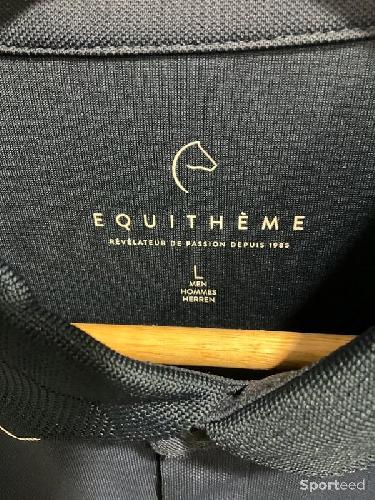 EQUITHÈME
RÉVÉLATEUR DE PASSION DEPUIS 1985
L
MEN
HOMMES
HERREN
Sporteed